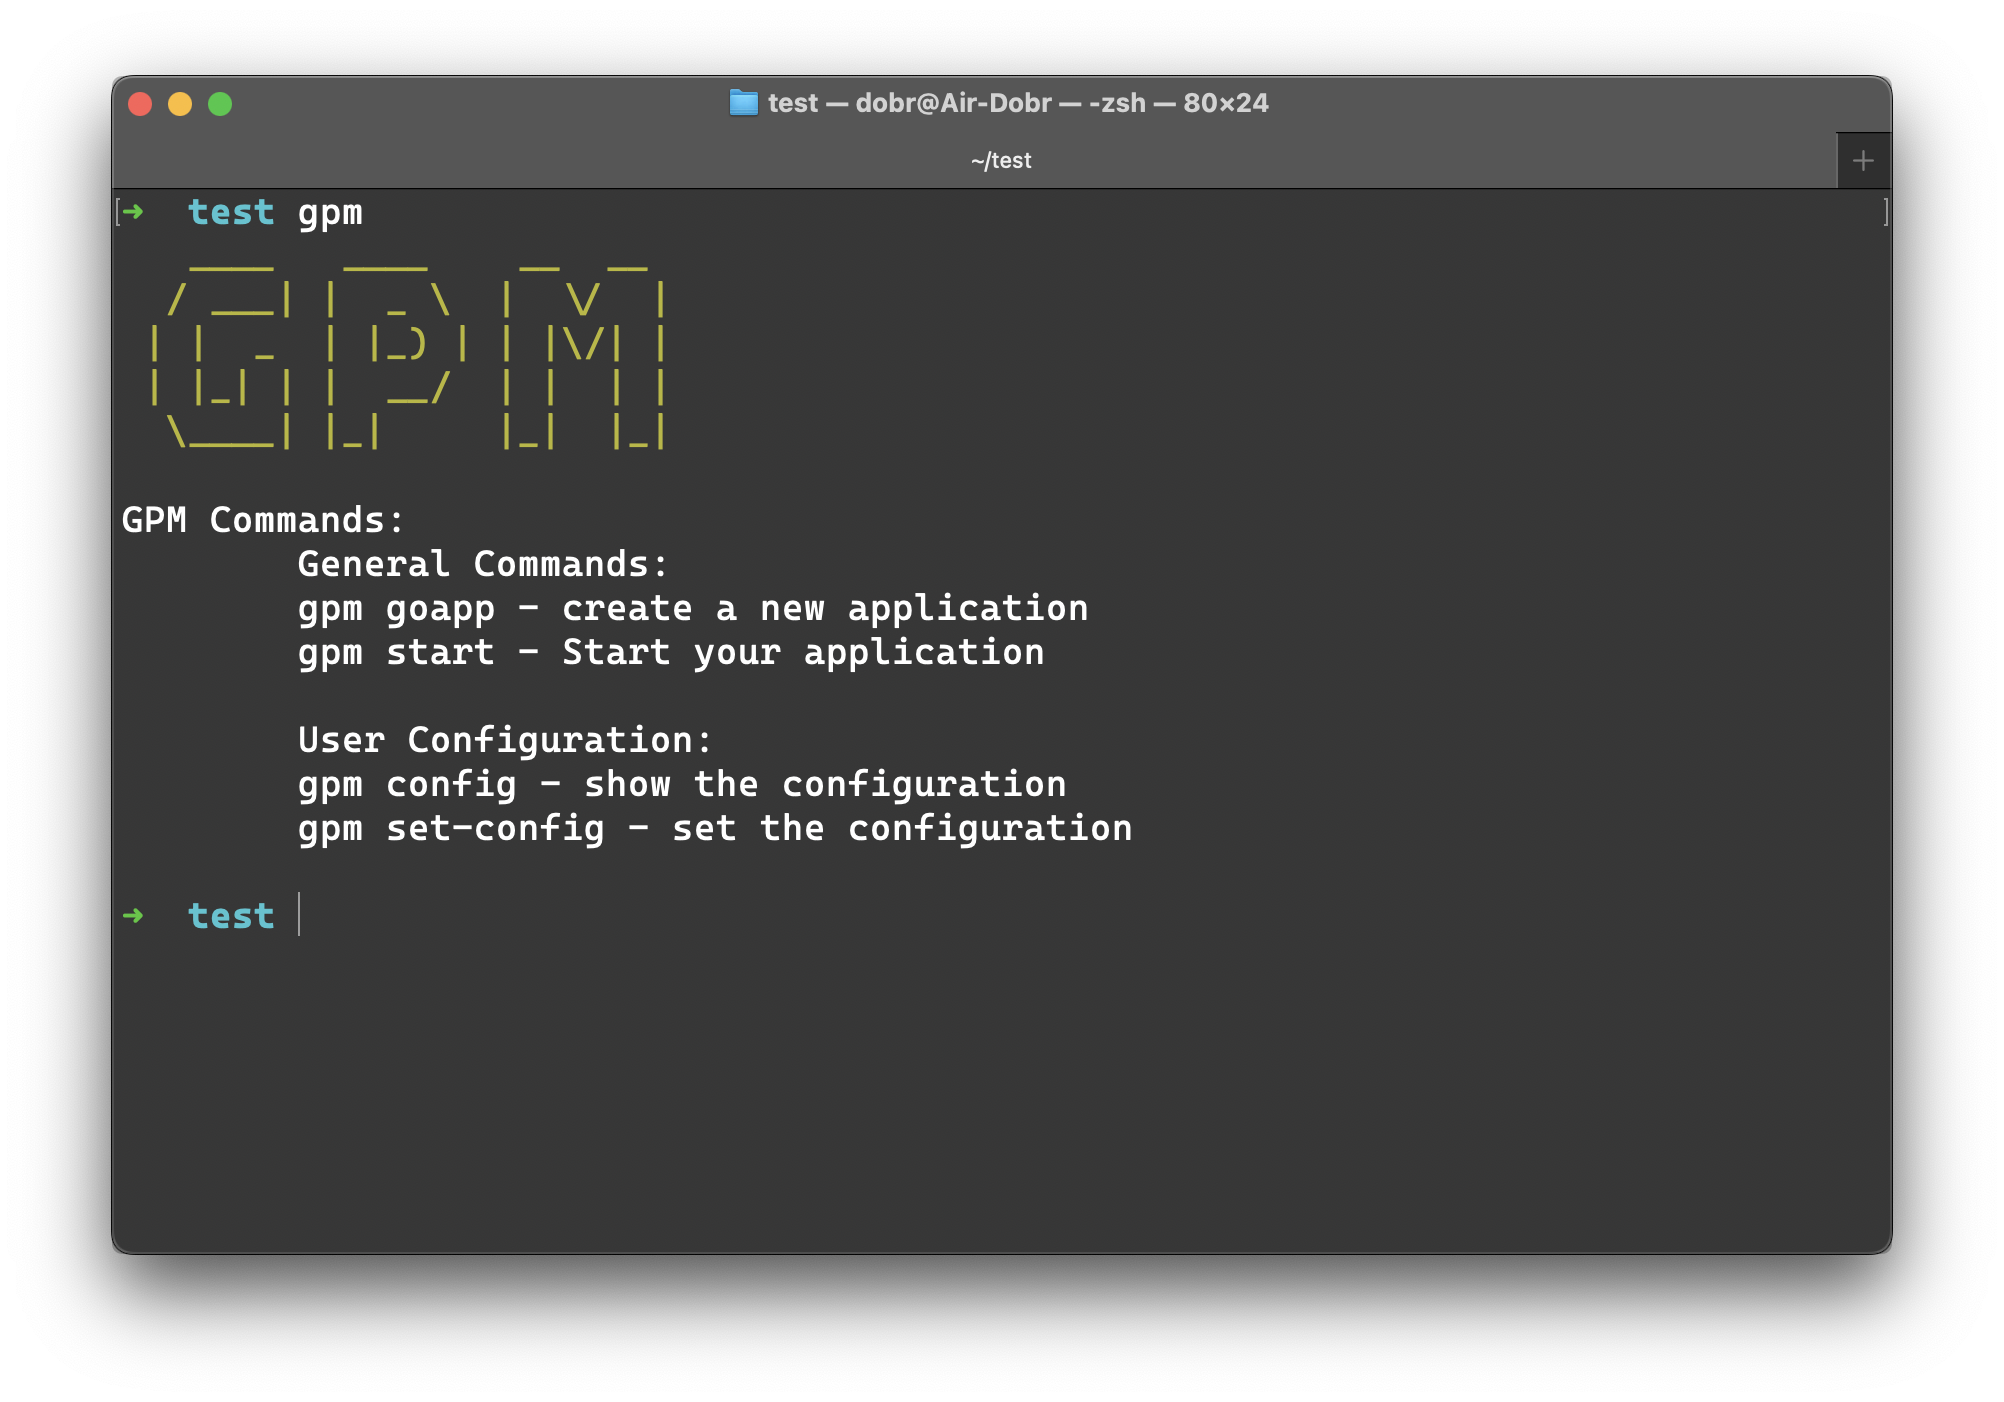 test — dobr@Air-Dobr — -zsh — 80×24
~/test
➜  test gpm
   ____   ____    __  __
  / ___| |  _ \  |  \/  |
 | |  _  | |_) | | |\/| |
 | |_| | |  __/  | |  | |
  \____| |_|     |_|  |_|
GPM Commands:
General Commands:
gpm goapp - create a new application
gpm start - Start your application
User Configuration:
gpm config - show the configuration
gpm set-config - set the configuration
➜  test